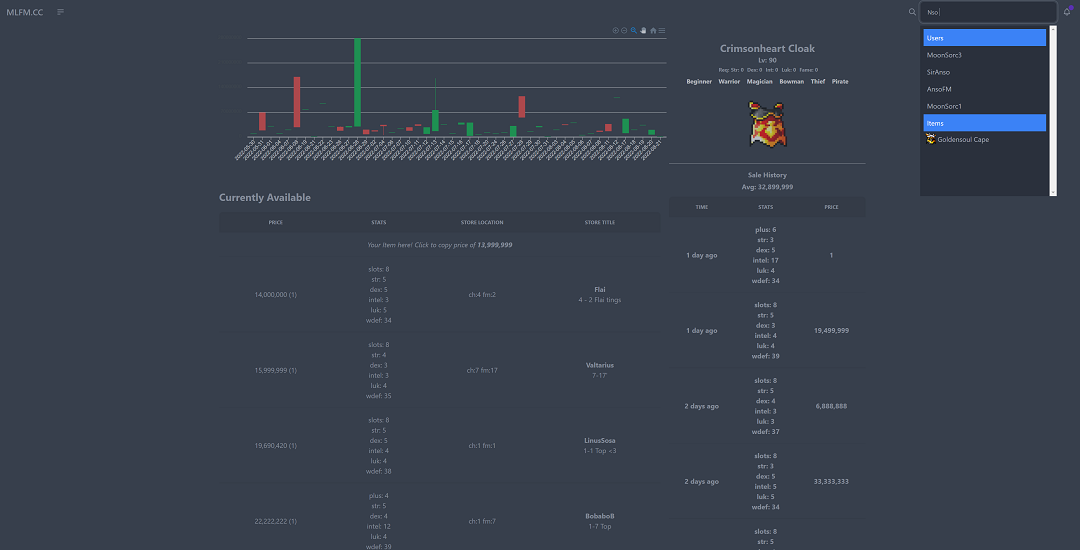 MLFM.CC
Nso
Users
MoonSorc3
SirAnso
AnsoFM
MoonSorc1
Items
Goldensoul Cape
Crimsonheart Cloak
Lv: 90
Req: Str: 0 Dex: 0 Int: 0 Luk: 0 Fame: 0
Beginner Warrior Magician Bowman Thief Pirate
Sale History
Avg: 32,899,999
TIME STATS PRICE
plus: 6
str: 3
dex: 5
1 day ago intel: 17 1
luk: 4
wdef: 34
slots: 8
str: 5
dex: 3
1 day ago intel: 4 19,499,999
luk: 4
wdef: 39
slots: 8
str: 5
dex: 4
2 days ago intel: 3 6,888,888
luk: 3
wdef: 37
slots: 8
str: 3
dex: 5
2 days ago intel: 5 33,333,333
luk: 5
wdef: 34
slots: 8
str: 5
dex: 5
Currently Available
PRICE STATS STORE LOCATION STORE TITLE
Your Item here! Click to copy price of 13,999,999
slots: 8
str: 5
dex: 5
14,000,000 (1) intel: 3 ch:4 fm:2 Flai
luk: 5 4 - 2 Flai tings
wdef: 34
slots: 8
str: 4
dex: 3
15,999,999 (1) intel: 3 ch:7 fm:17 Valtarius
luk: 4 7-17
wdef: 35
slots: 8
str: 5
dex: 5
19,690,420 (1) intel: 4 ch:1 fm:1 LinusSosa
luk: 4 1-1 Top <3
wdef: 38
plus: 4
str: 5
dex: 4
22,222,222 (1) intel: 12 ch:1 fm:7 BobaboB
luk: 4 1-7 Top
wdef: 39